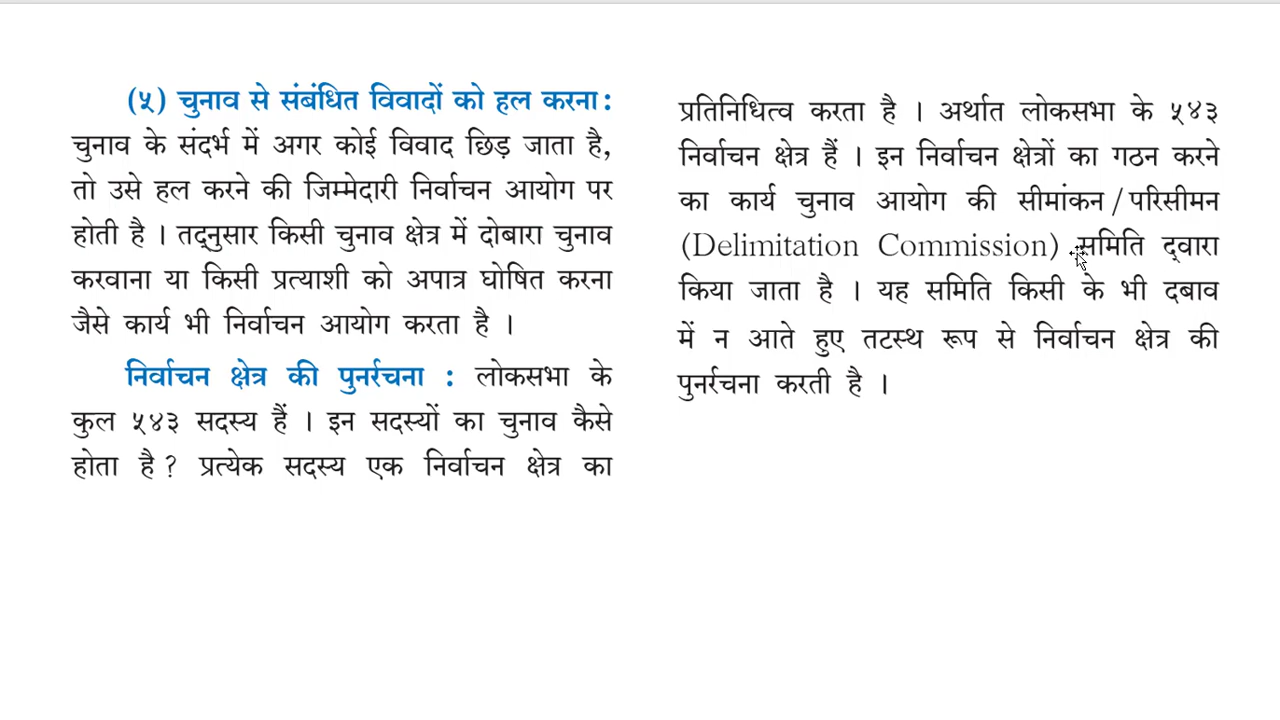 (५) चुनाव से संबंधित विवादों को हल करना :
चुनाव के संदर्भ में अगर कोई विवाद छिड़ जाता है,
तो उसे हल करने की जिम्मेदारी निर्वाचन आयोग पर
होती है । तद्‌नुसार किसी चुनाव क्षेत्र में दोबारा चुनाव
करवाना या किसी प्रत्याशी को अपात्र घोषित करना
जैसे कार्य भी निर्वाचन आयोग करता है ।
निर्वाचन क्षेत्र की पुनर्रचना : लोकसभा के
कुल ५४३ सदस्य हैं । इन सदस्यों का चुनाव कैसे
होता है ? प्रत्येक सदस्य एक निर्वाचन क्षेत्र का
प्रतिनिधित्व करता है । अर्थात लोकसभा के ५४३
निर्वाचन क्षेत्र हैं । इन निर्वाचन क्षेत्रों का गठन करने
का कार्य चुनाव आयोग की सीमांकन / परिसीमन
(Delimitation Commission) समिति द्‌वारा
किया जाता है । यह समिति किसी के भी दबाव
में न आते हुए तटस्थ रूप से निर्वाचन क्षेत्र की
पुनर्रचना करती है ।